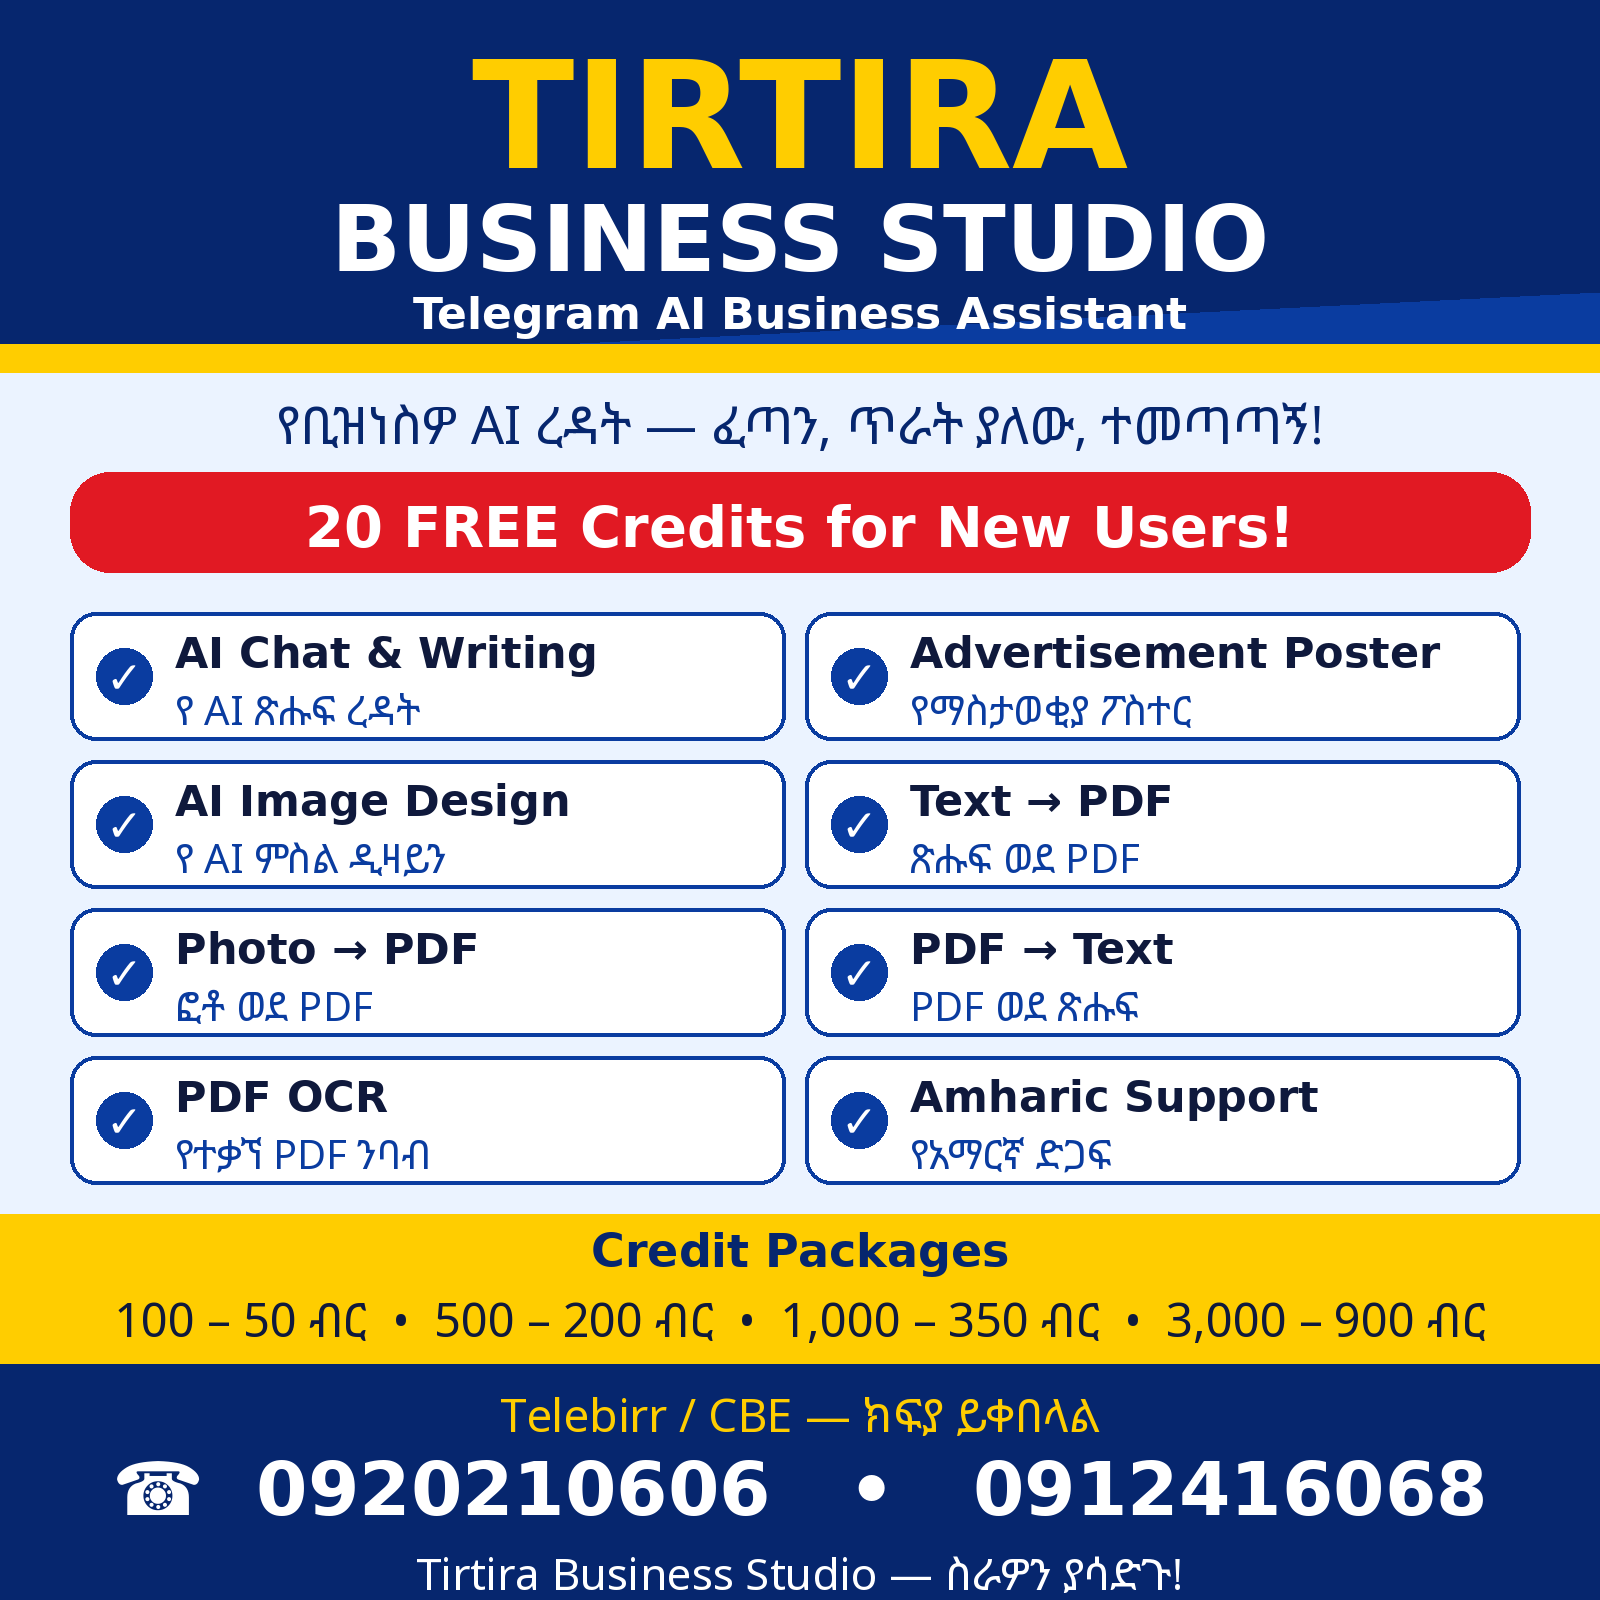 TIRTIRA
BUSINESS STUDIO
Telegram AI Business Assistant
የቢዝነስዎ AI ረዳት — ፈጣን, ጥራት ያለው, ተመጣጣኝ!
20 FREE Credits for New Users!
✓ AI Chat & Writing
የ AI ጽሑፍ ረዳት
✓ Advertisement Poster
የማስታወቂያ ፖስተር
✓ AI Image Design
የ AI ምስል ዲዛይን
✓ Text → PDF
ጽሑፍ ወደ PDF
✓ Photo → PDF
ፎቶ ወደ PDF
✓ PDF → Text
PDF ወደ ጽሑፍ
✓ PDF OCR
የተቃኘ PDF ንባብ
✓ Amharic Support
የአማርኛ ድጋፍ
Credit Packages
100 – 50 ብር • 500 – 200 ብር • 1,000 – 350 ብር • 3,000 – 900 ብር
Telebirr / CBE — ክፍያ ይቀበላል
☎ 0920210606 • 0912416068
Tirtira Business Studio — ስራዎን ያሳድጉ!